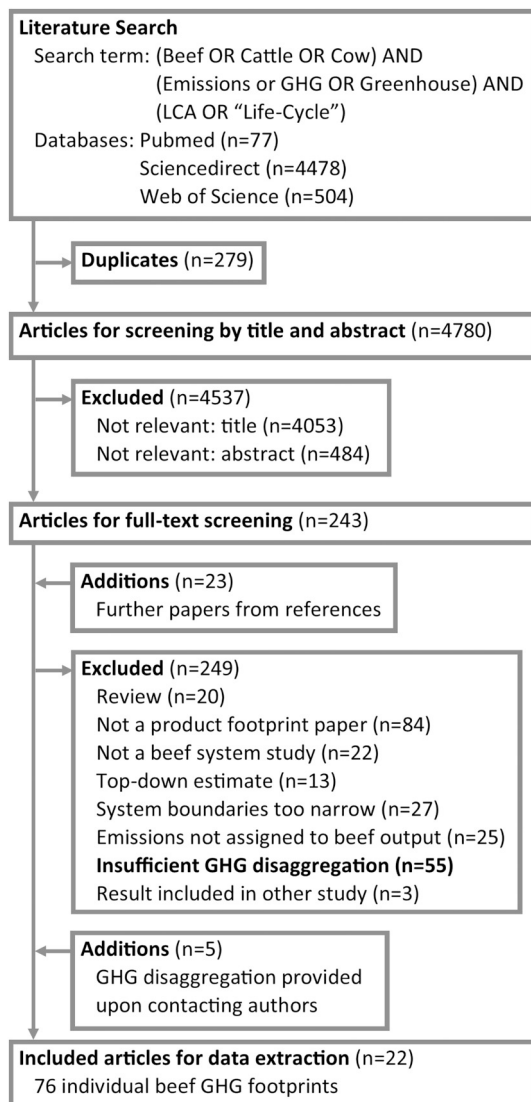 Literature Search
Search term: (Beef OR Cattle OR Cow) AND
(Emissions or GHG OR Greenhouse) AND
(LCA OR “Life-Cycle”)
Databases: Pubmed (n=77)
Sciencedirect (n=4478)
Web of Science (n=504)
Duplicates (n=279)
Articles for screening by title and abstract (n=4780)
Excluded (n=4537)
Not relevant: title (n=4053)
Not relevant: abstract (n=484)
Articles for full-text screening (n=243)
Additions (n=23)
Further papers from references
Excluded (n=249)
Review (n=20)
Not a product footprint paper (n=84)
Not a beef system study (n=22)
Top-down estimate (n=13)
System boundaries too narrow (n=27)
Emissions not assigned to beef output (n=25)
Insufficient GHG disaggregation (n=55)
Result included in other study (n=3)
Additions (n=5)
GHG disaggregation provided
upon contacting authors
Included articles for data extraction (n=22)
76 individual beef GHG footprints